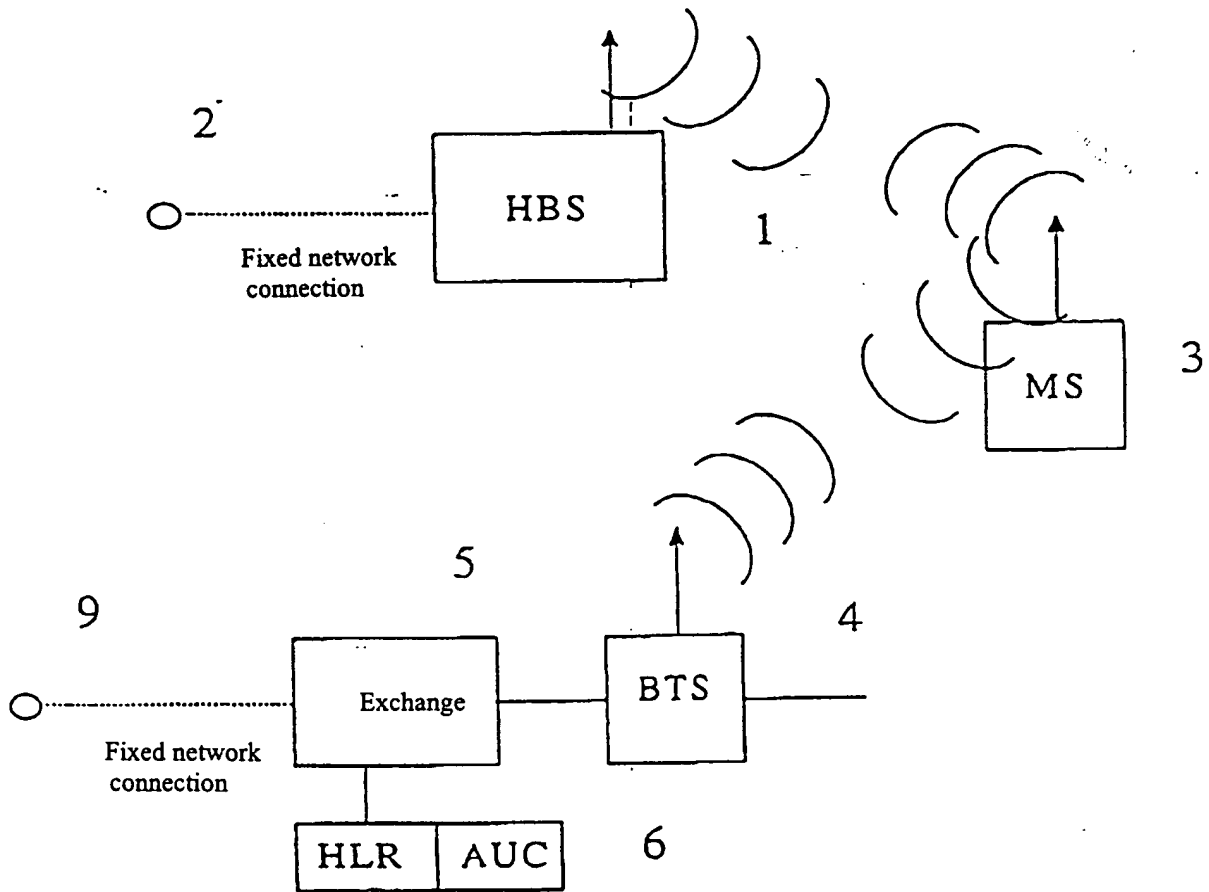 2
HBS
1
Fixed network
connection
MS
3
5
9
4
Exchange
BTS
Fixed network
connection
6
HLR
AUC